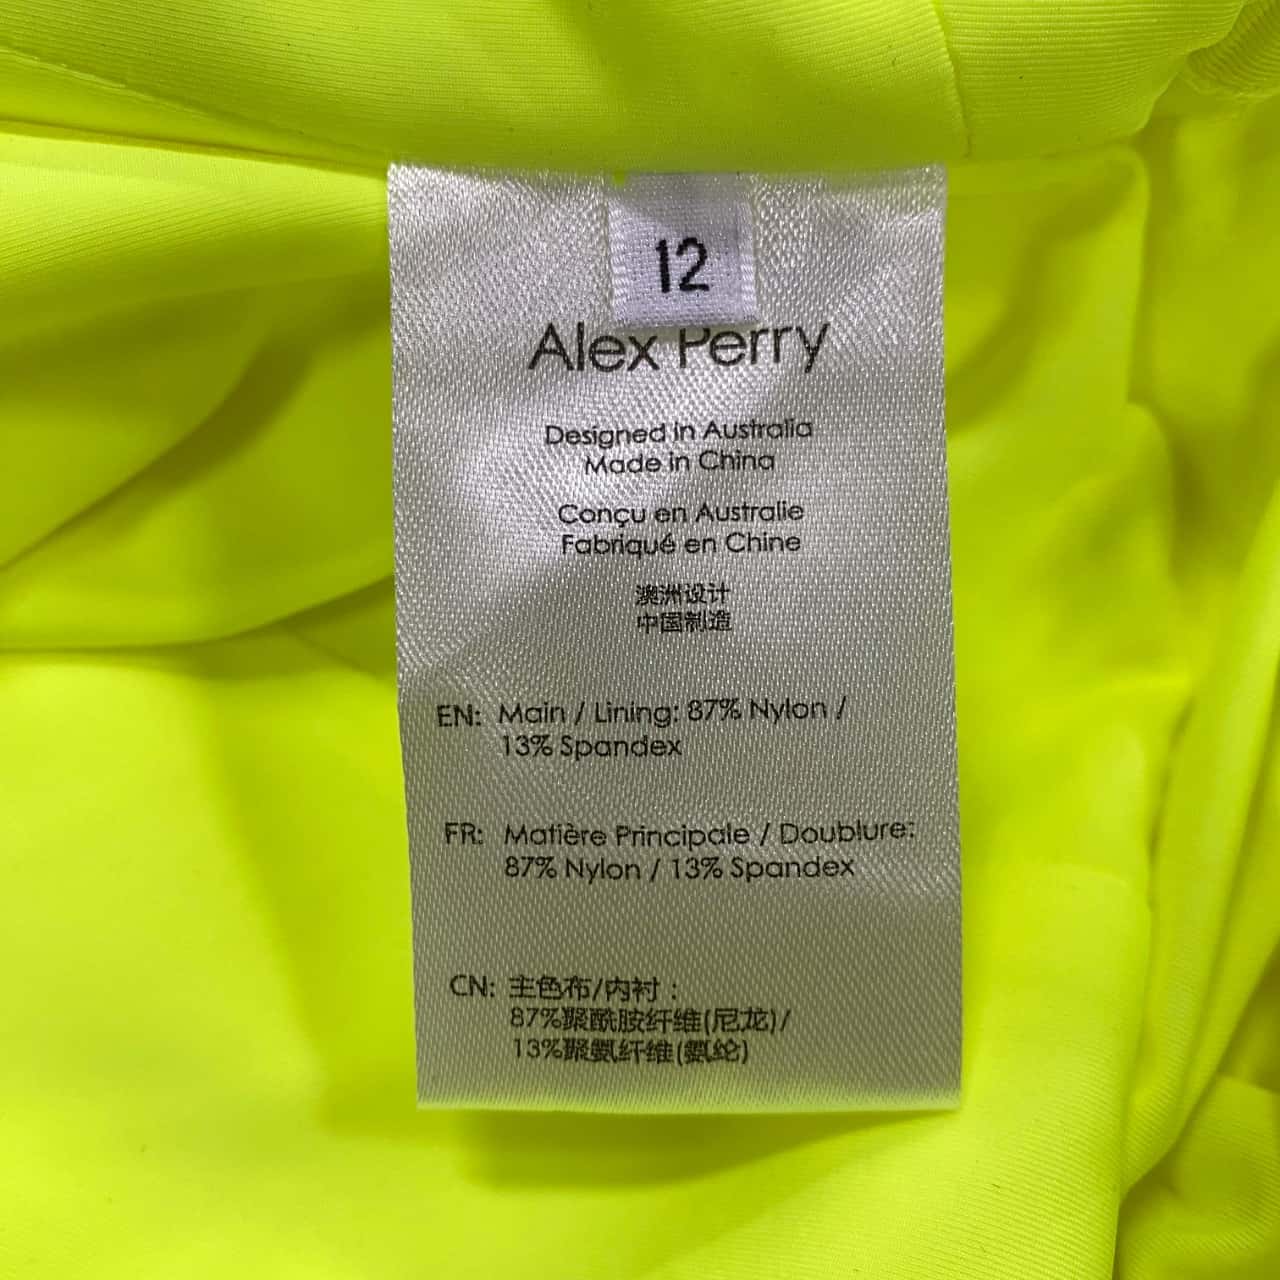 12
Alex Perry
Designed in Australia
Made in China
Conçu en Australie
Fabriqué en Chine
澳洲设计
中国制造
EN: Main / Lining: 87% Nylon /
13% Spandex
FR: Matière Principale / Doublure:
87% Nylon / 13% Spandex
CN: 主色布/内衬：
87%聚酰胺纤维(尼龙)/
13%聚氨纤维(氨纶)